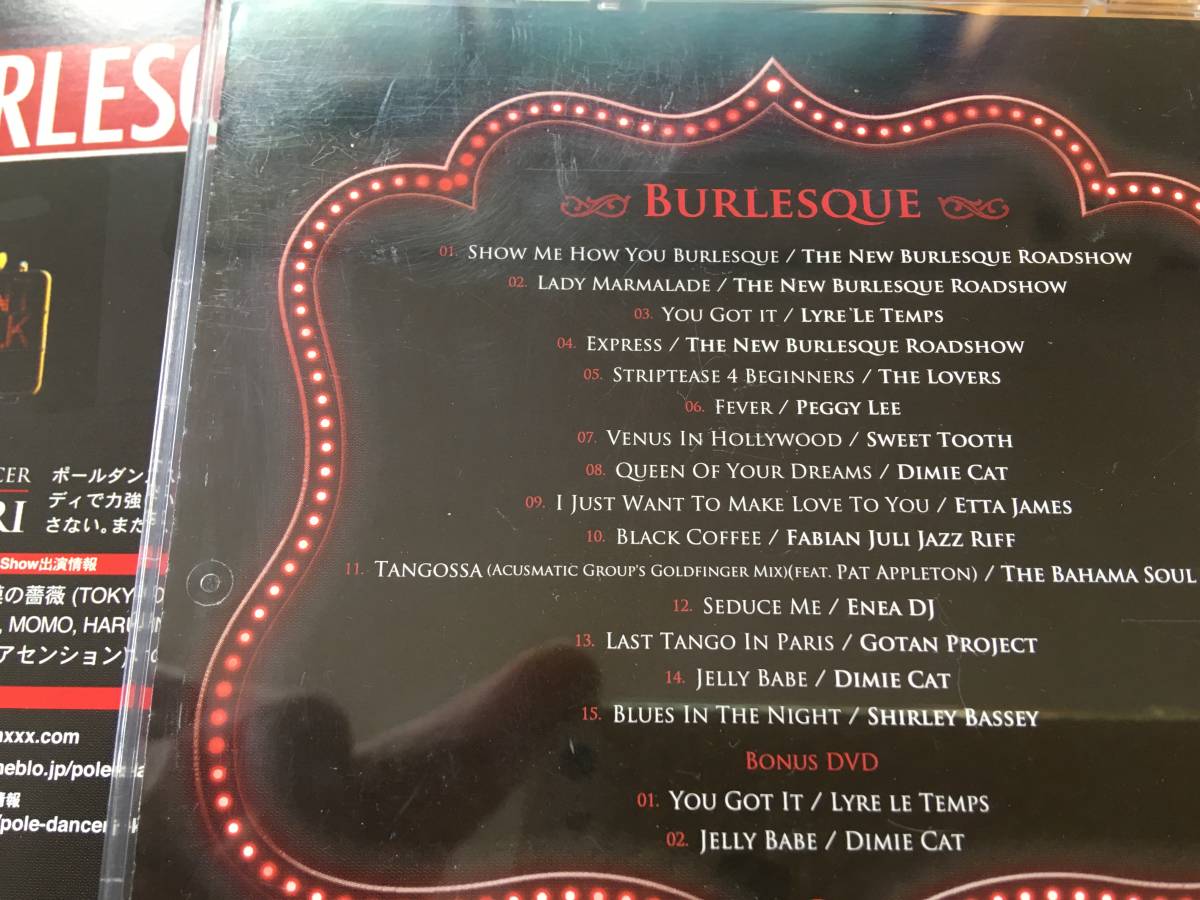 BURLESQUE
01. SHOW ME HOW YOU BURLESQUE / THE NEW BURLESQUE ROADSHOW
02. LADY MARMALADE / THE NEW BURLESQUE ROADSHOW
03. YOU GOT IT / LYRE`LE TEMPS
04. EXPRESS / THE NEW BURLESQUE ROADSHOW
05. STRIPTEASE 4 BEGINNERS / THE LOVERS
06. FEVER / PEGGY LEE
07. VENUS IN HOLLYWOOD / SWEET TOOTH
08. QUEEN OF YOUR DREAMS / DIMIE CAT
09. I JUST WANT TO MAKE LOVE TO YOU / ETTA JAMES
10. BLACK COFFEE / FABIAN JULI JAZZ RIFF
11. TANGOSSA (ACUSMATIC GROUP'S GOLDFINGER MIX)(FEAT. PAT APPLETON) / THE BAHAMA SOUL
12. SEDUCE ME / ENEA DJ
13. LAST TANGO IN PARIS / GOTAN PROJECT
14. JELLY BABE / DIMIE CAT
15. BLUES IN THE NIGHT / SHIRLEY BASSEY
BONUS DVD
01. YOU GOT IT / LYRE LE TEMPS
02. JELLY BABE / DIMIE CAT
RLESQ
CER
RI
ポールダン
ディで力強
さない。また
Show出演情報
の薔薇 (TOKY
, MOMO, HARU
アセンション)
xxx.com
neblo.jp/pole
情報
/pole-dancer